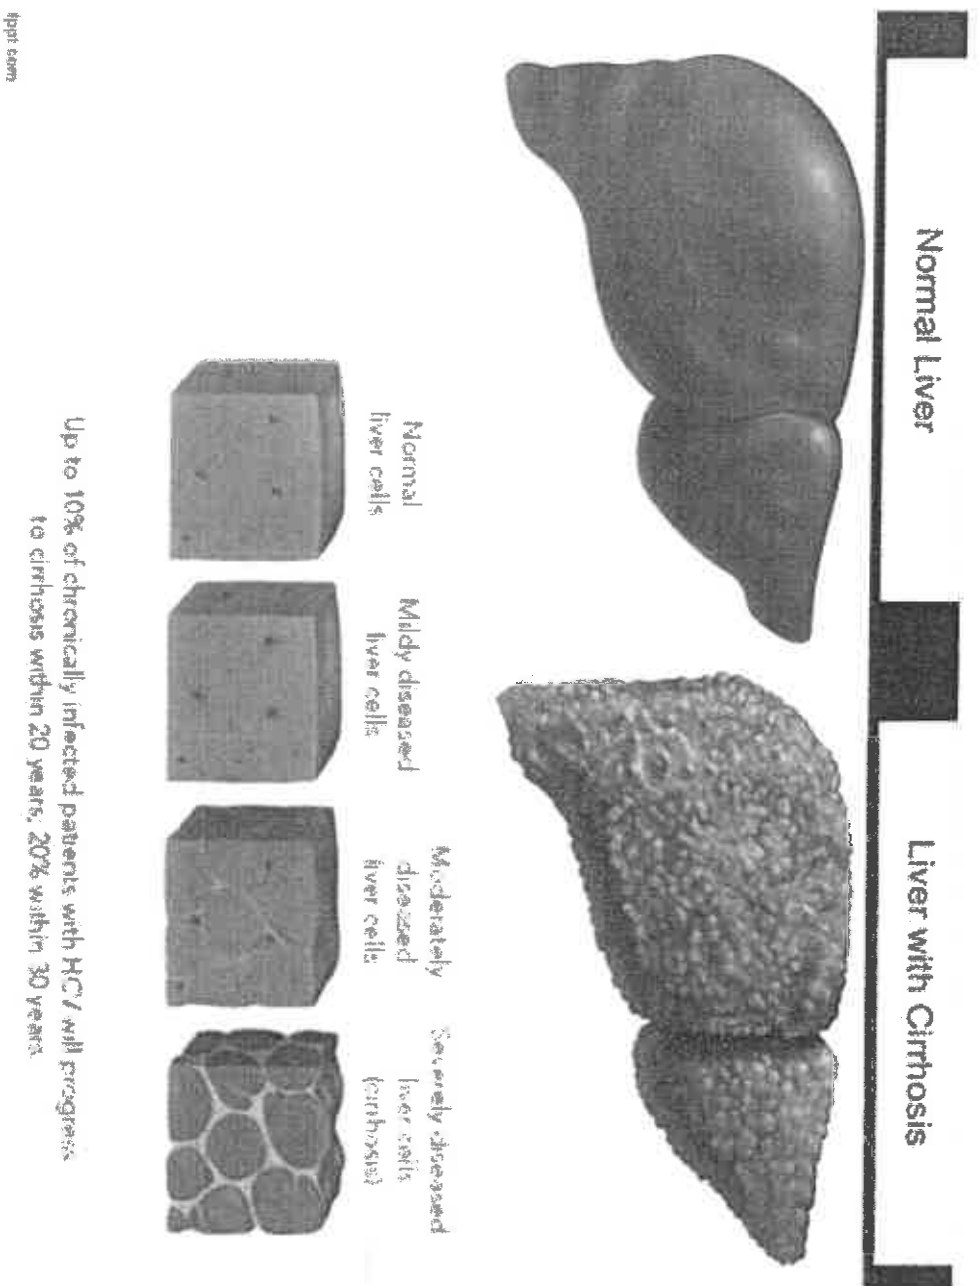 Normal Liver
Liver with Cirrhosis
Normal
liver cells
Mildy diseased
liver cells
Moderately
diseased
liver cells
Severely diseased
liver cells
(cirrhosis)
Up to 10% of chronically infected patients with HCV will progress
to cirrhosis within 20 years; 20% within 30 years.